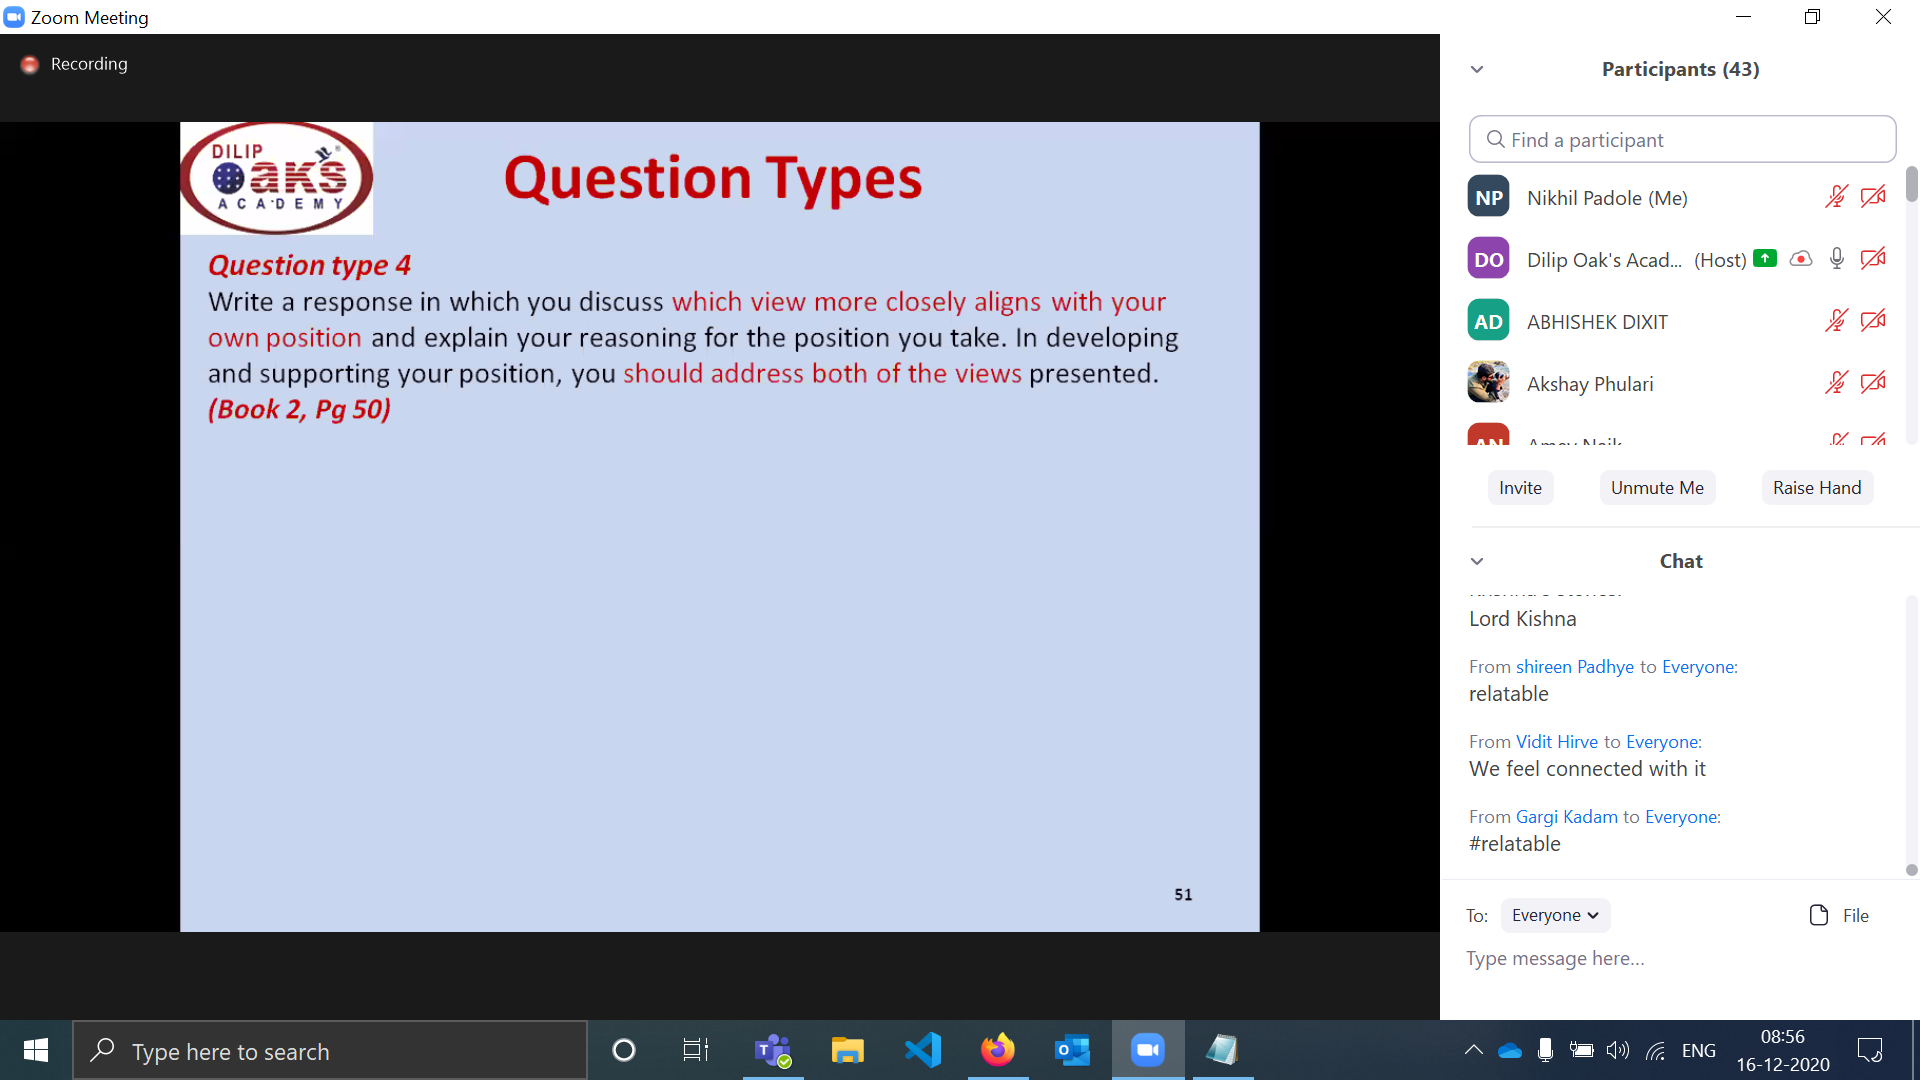 Zoom Meeting
Recording
DILIP
Oaks
ACADEMY
Question Types
Question type 4
Write a response in which you discuss which view more closely aligns with your
own position and explain your reasoning for the position you take. In developing
and supporting your position, you should address both of the views presented.
(Book 2, Pg 50)
51
Participants (43)
Find a participant
NP Nikhil Padole (Me)
DO Dilip Oak's Acad... (Host)
AD ABHISHEK DIXIT
Akshay Phulari
AN Amey Naik
Invite Unmute Me Raise Hand
Chat
Lord Kishna
From shireen Padhye to Everyone:
relatable
From Vidit Hirve to Everyone:
We feel connected with it
From Gargi Kadam to Everyone:
#relatable
To: Everyone File
Type message here...
Type here to search
ENG
08:56
16-12-2020